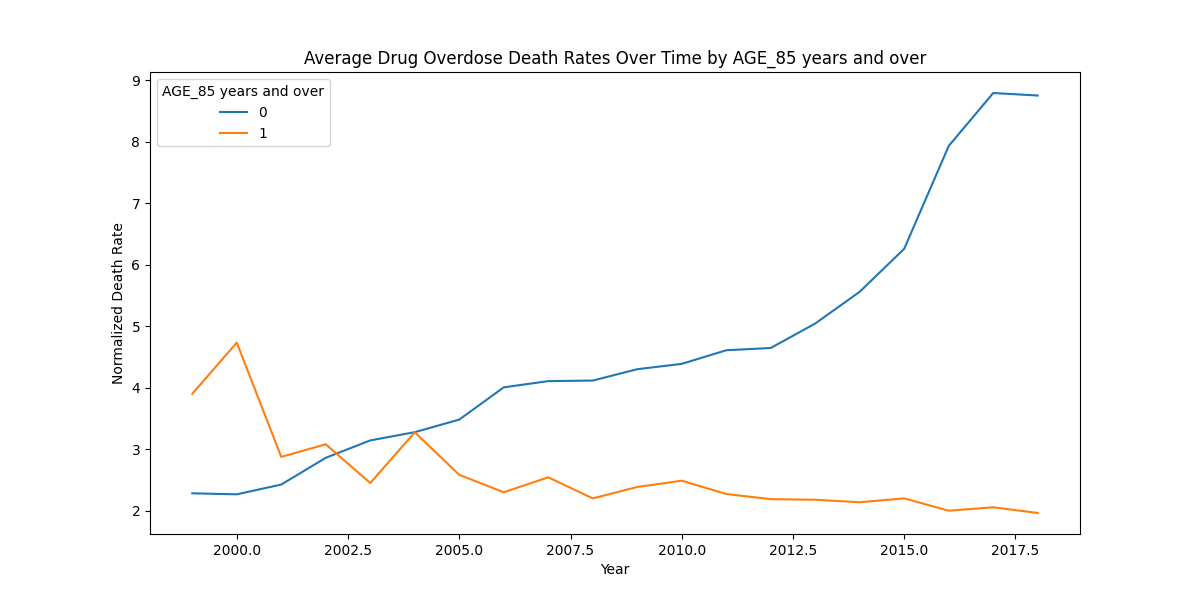 Average Drug Overdose Death Rates Over Time by AGE_85 years and over
AGE_85 years and over
0
1
Normalized Death Rate
9
8
7
6
5
4
3
2
2000.0 2002.5 2005.0 2007.5 2010.0 2012.5 2015.0 2017.5
Year